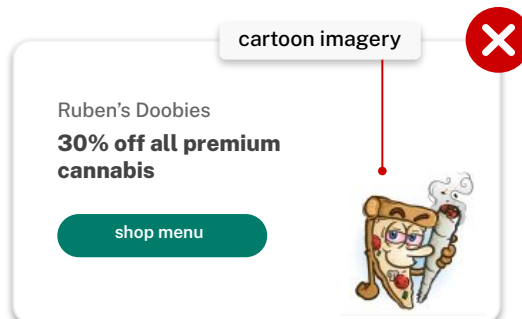 cartoon imagery
Ruben's Doobies
30% off all premium
cannabis
shop menu